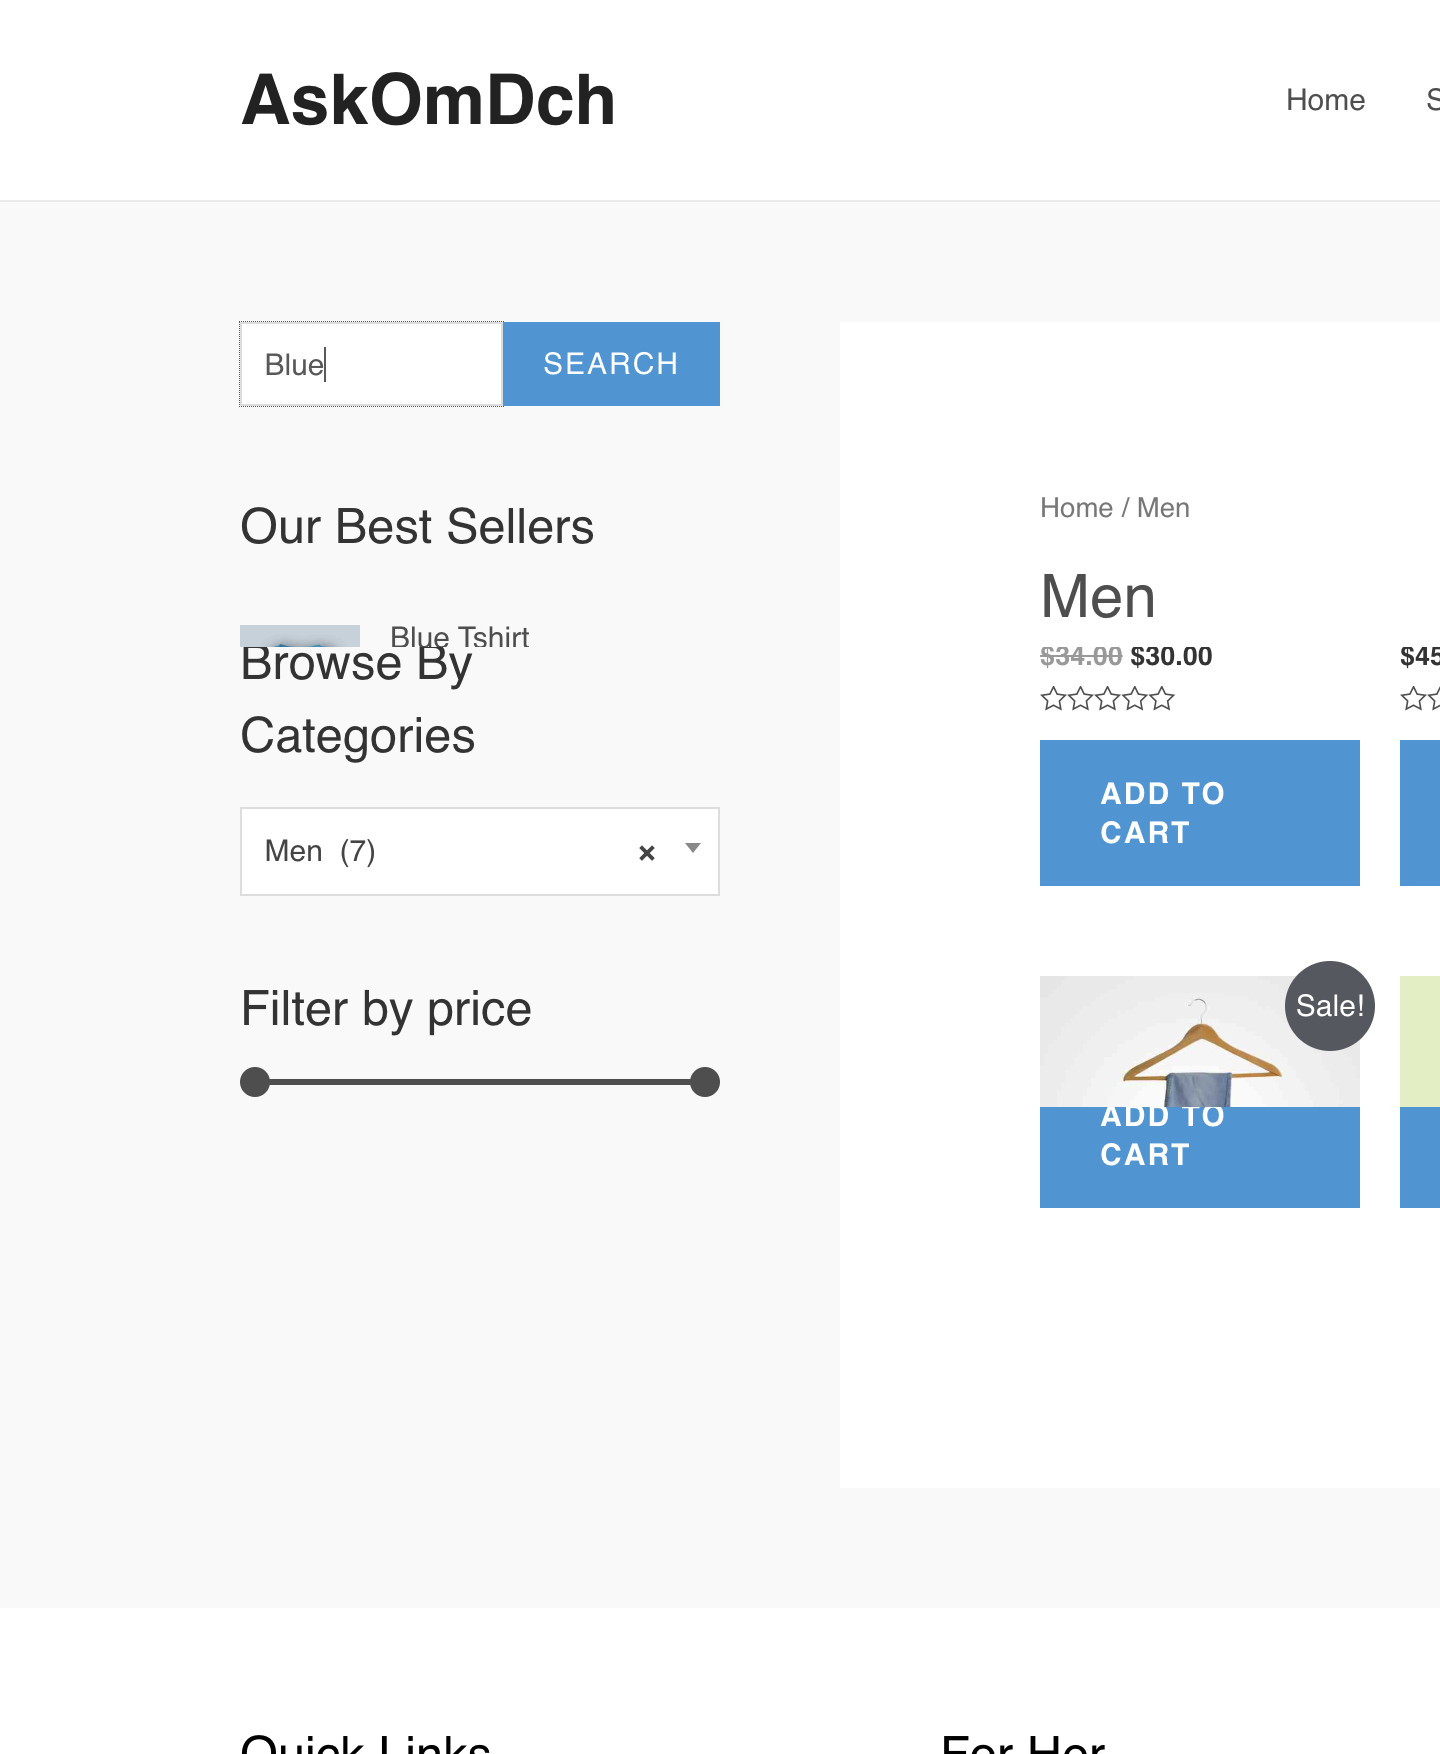 AskOmDch
Home
Blue
SEARCH
Our Best Sellers
Blue Tshirt
Browse By
Categories
Men (7)
×
Filter by price
Home / Men
Men
$34.00 $30.00
$45
ADD TO
CART
Sale!
ADD TO
CART
Quick Links
For Her